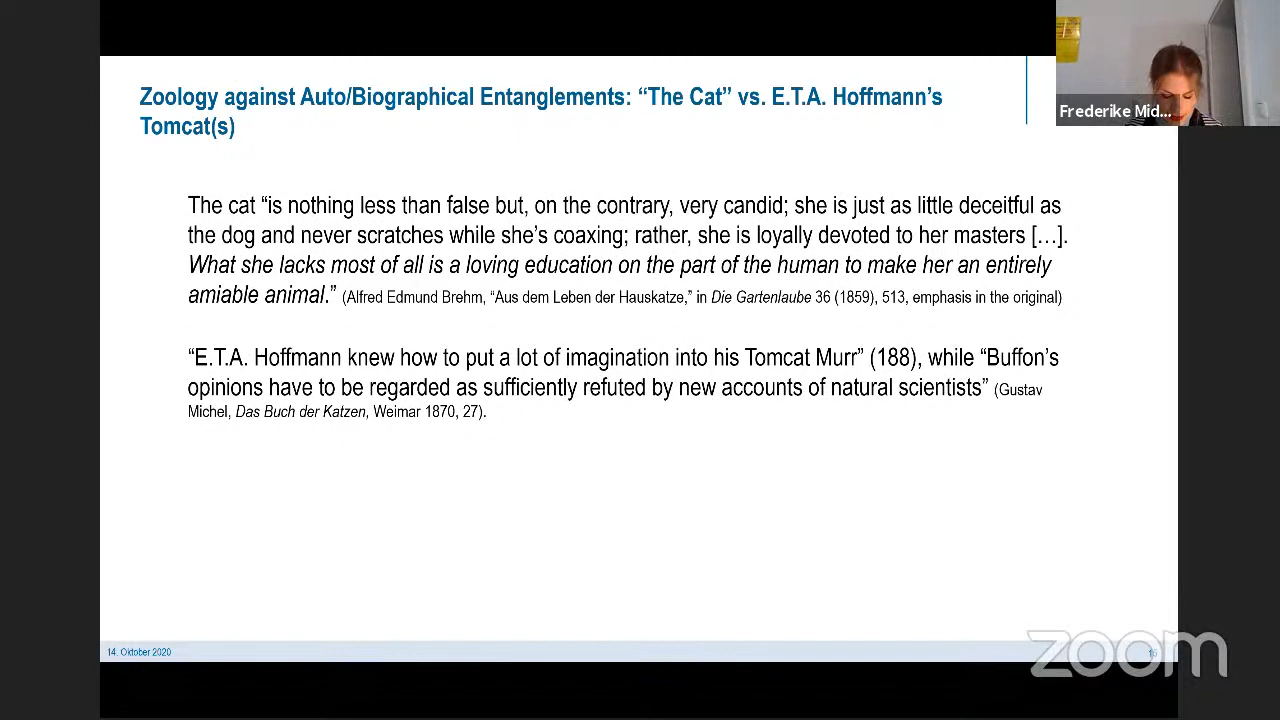 Zoology against Auto/Biographical Entanglements: “The Cat” vs. E.T.A. Hoffmann’s
Tomcat(s)
Frederike Mid...
The cat “is nothing less than false but, on the contrary, very candid; she is just as little deceitful as
the dog and never scratches while she’s coaxing; rather, she is loyally devoted to her masters […].
What she lacks most of all is a loving education on the part of the human to make her an entirely
amiable animal.” (Alfred Edmund Brehm, “Aus dem Leben der Hauskatze,” in Die Gartenlaube 36 (1859), 513, emphasis in the original)
“E.T.A. Hoffmann knew how to put a lot of imagination into his Tomcat Murr” (188), while “Buffon’s
opinions have to be regarded as sufficiently refuted by new accounts of natural scientists” (Gustav
Michel, Das Buch der Katzen, Weimar 1870, 27).
14. Oktober 2020
zoom